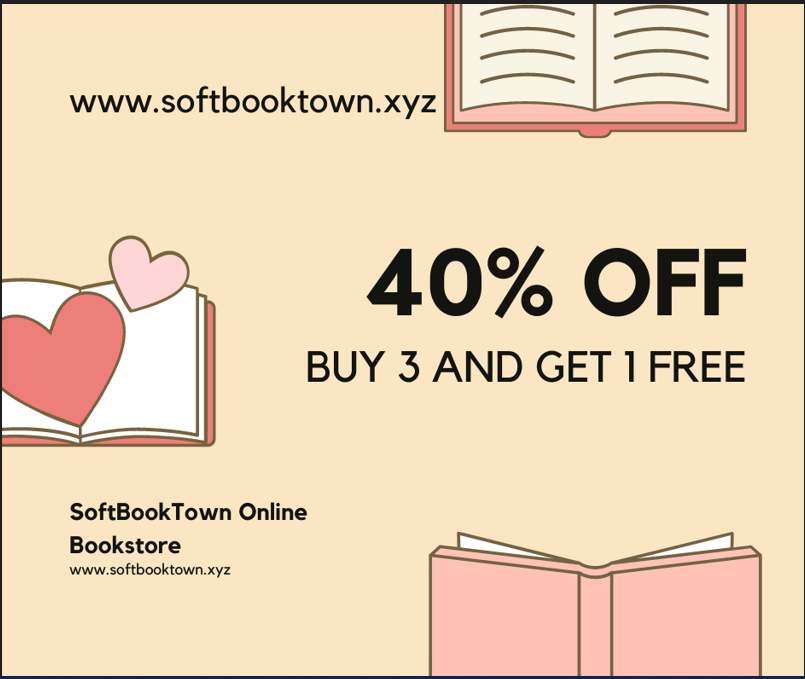 www.softbooktown.xyz
40% OFF
BUY 3 AND GET 1 FREE
SoftBookTown Online
Bookstore
www.softbooktown.xyz